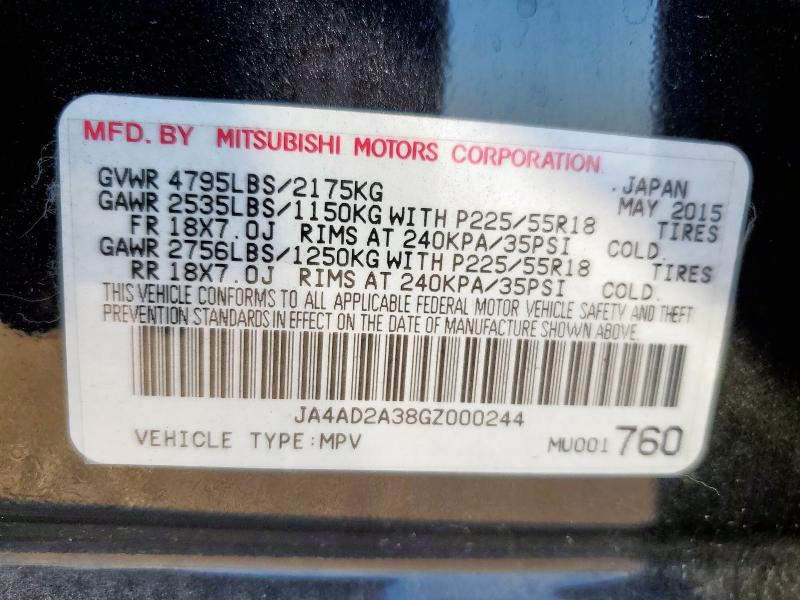 MFD. BY MITSUBISHI MOTORS CORPORATION
GVWR 4795LBS/2175KG JAPAN
GAWR 2535LBS/1150KG WITH P225/55R18 MAY 2015
FR 18X7.0J RIMS AT 240KPA/35PSI COLD. TIRES
GAWR 2756LBS/1250KG WITH P225/55R18 TIRES
RR 18X7.0J RIMS AT 240KPA/35PSI COLD.
THIS VEHICLE CONFORMS TO ALL APPLICABLE FEDERAL MOTOR VEHICLE SAFETY AND THEFT
PREVENTION STANDARDS IN EFFECT ON THE DATE OF MANUFACTURE SHOWN ABOVE.
JA4AD2A38GZ000244
VEHICLE TYPE:MPV MU001 760